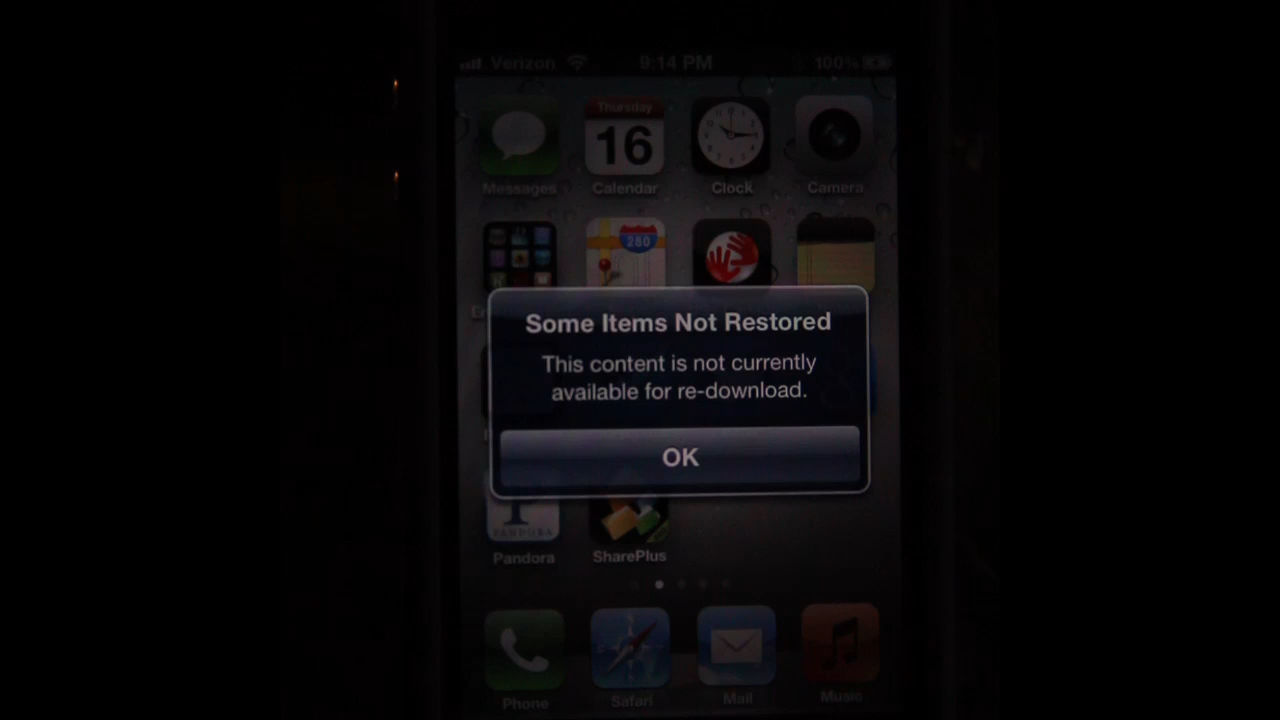 Verizon 9:14 PM 100%
Thursday
16
Messages Calendar Clock Camera
280
Some Items Not Restored
This content is not currently
available for re-download.
OK
PANDORA
Pandora SharePlus
Phone Safari Mail Music